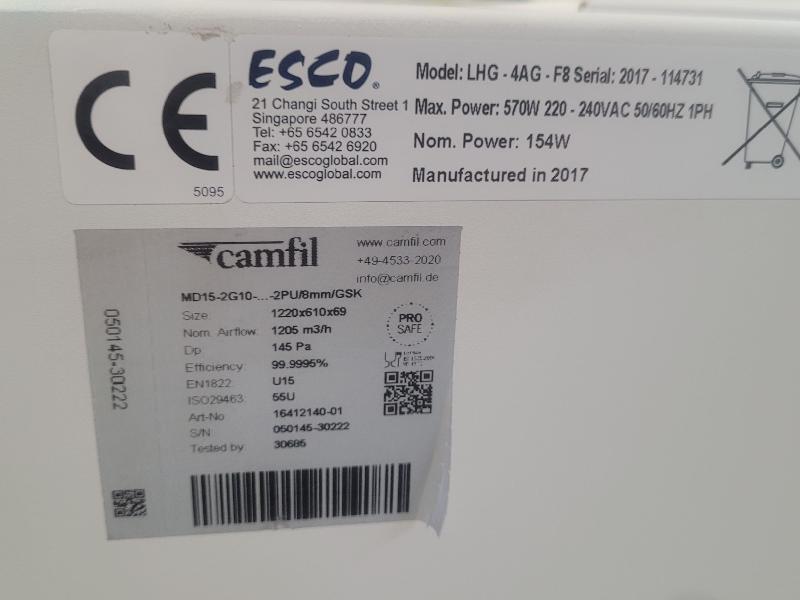 CE
5095
ESCO®
21 Changi South Street 1
Singapore 486777
Tel: +65 6542 0833
Fax: +65 6542 6920
mail@escoglobal.com
www.escoglobal.com
Model: LHG - 4AG - F8 Serial: 2017 - 114731
Max. Power: 570W 220 - 240VAC 50/60HZ 1PH
Nom. Power: 154W
Manufactured in 2017
camfil
www.camfil.com
+49-4533-2020
info@camfil.de
MD15-2G10-...-2PU/8mm/GSK
Size: 1220x610x69
Nom. Airflow: 1205 m3/h
Dp: 145 Pa
Efficiency: 99.9995%
EN1822: U15
ISO29463: 55U
Art-No 16412140-01
S/N: 050145-30222
Tested by: 30685
PRO
SAFE
050145-30222